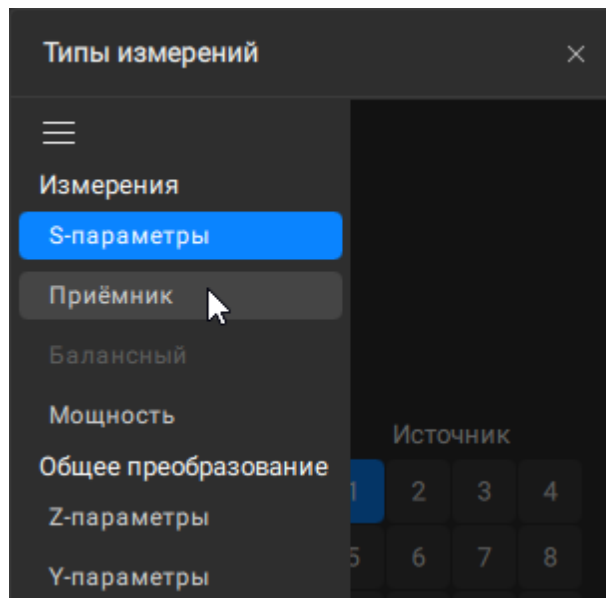 Типы измерений
Измерения
S-параметры
Приёмник
Балансный
Мощность
Источник
Общее преобразование
1 2 3 4
Z-параметры
5 6 7 8
Y-параметры